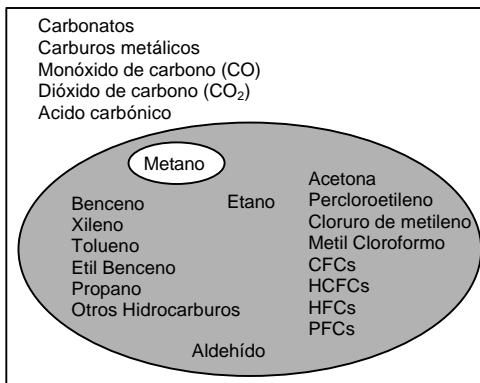 Carbonatos
Carburos metálicos
Monóxido de carbono (CO)
Dióxido de carbono (CO₂)
Acido carbónico
Metano
Benceno
Xileno
Tolueno
Etil Benceno
Propano
Otros Hidrocarburos
Etano
Acetona
Percloroetileno
Cloruro de metileno
Metil Cloroformo
CFCs
HCFCs
HFCs
PFCs
Aldehído